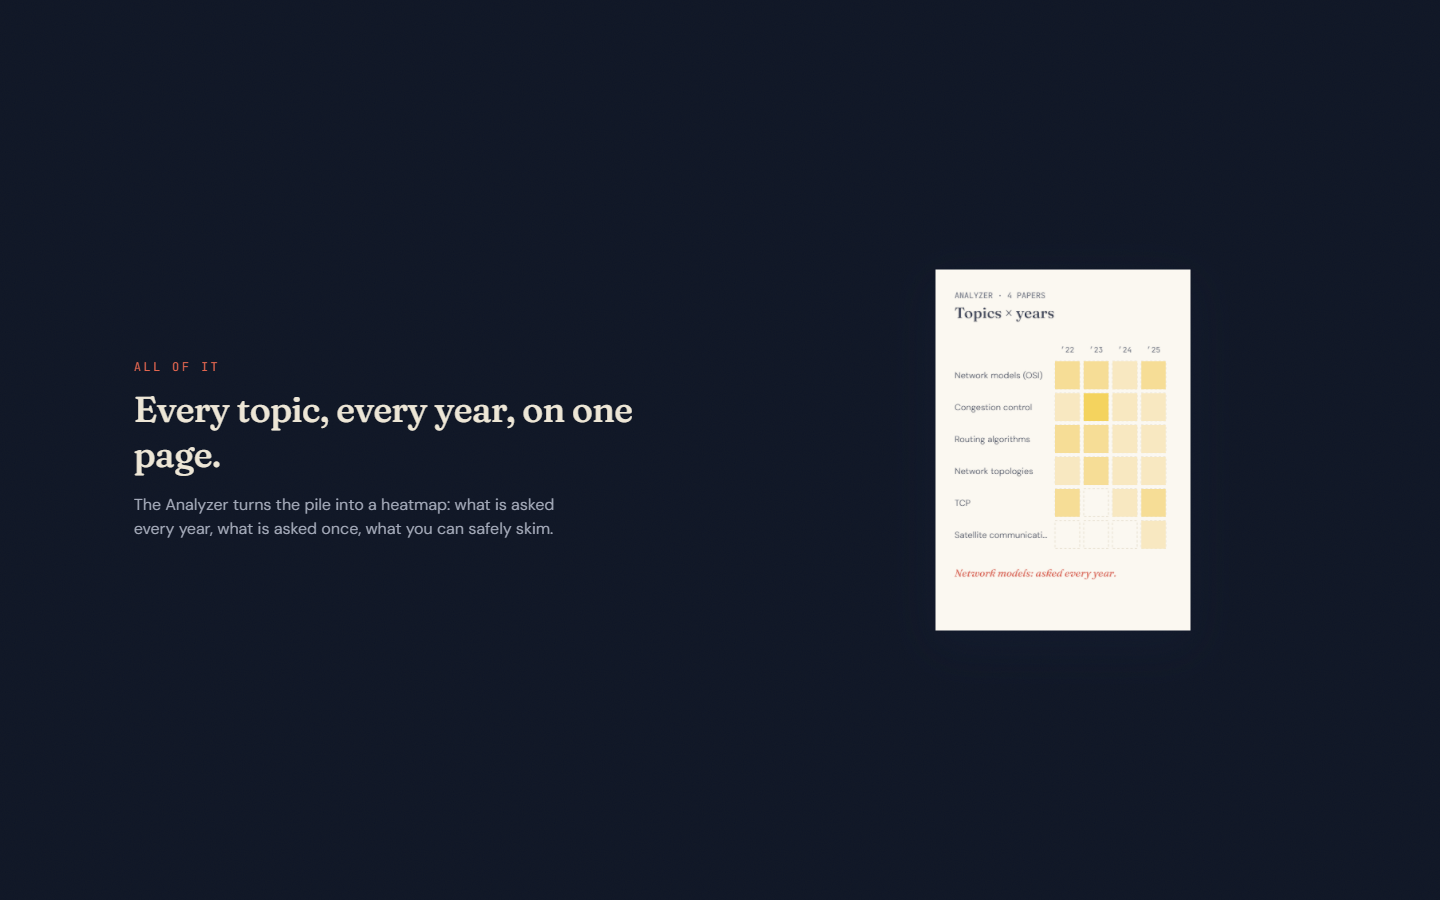 ALL OF IT
Every topic, every year, on one
page.
The Analyzer turns the pile into a heatmap: what is asked
every year, what is asked once, what you can safely skim.
ANALYZER · 4 PAPERS
Topics × years
'22 '23 '24 '25
Network models (OSI)
Congestion control
Routing algorithms
Network topologies
TCP
Satellite communicati…
Network models: asked every year.